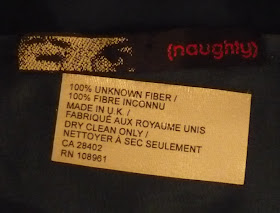 (naughty)
100% UNKNOWN FIBER /
100% FIBRE INCONNU
MADE IN U.K /
FABRIQUÉ AUX ROYAUME UNIS
DRY CLEAN ONLY /
NETTOYER A SEC SEULEMENT
CA 28402
RN 108961